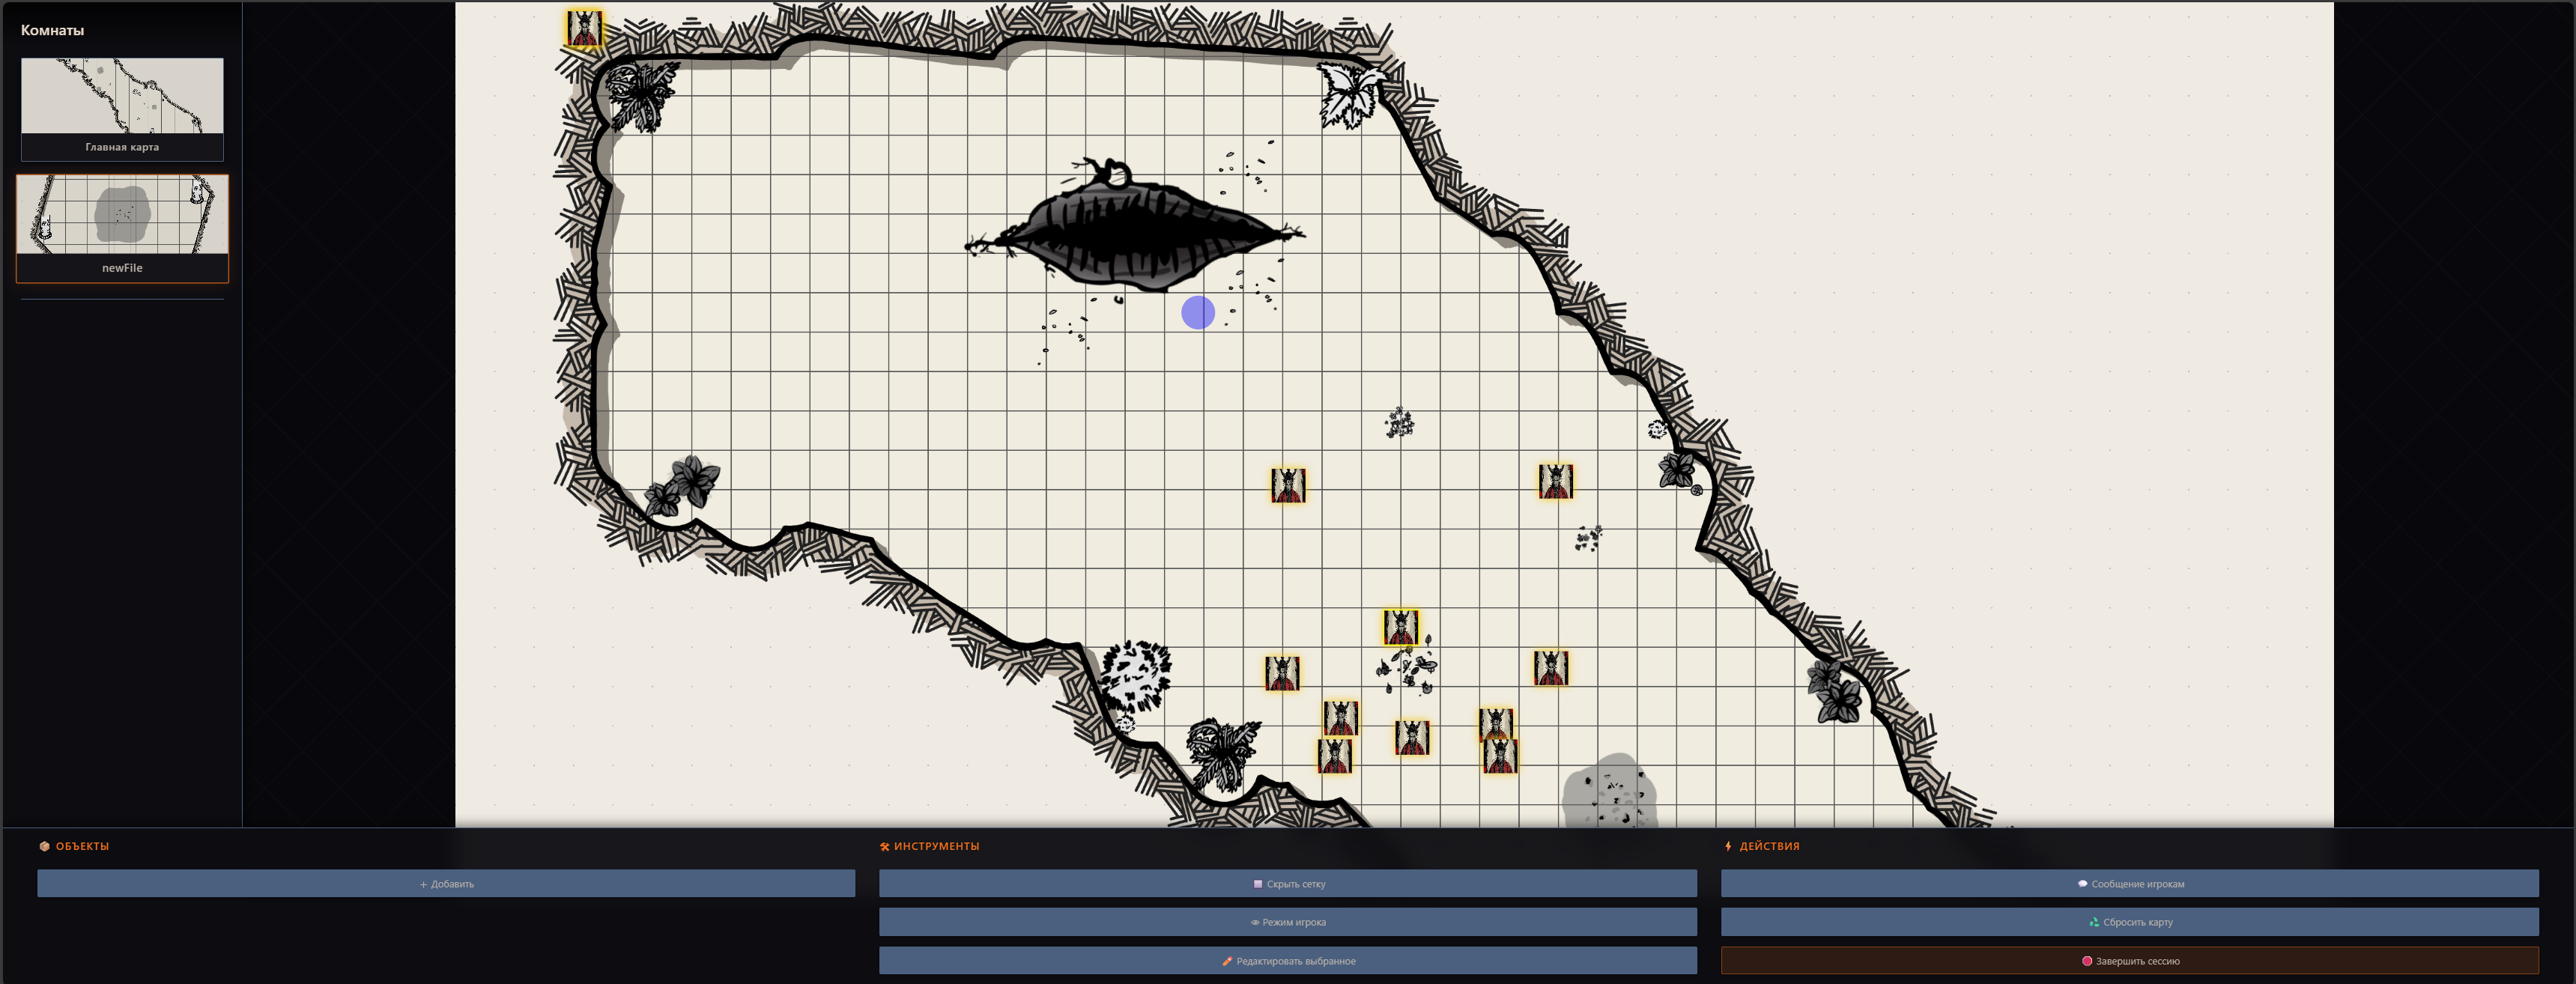 Комнаты
Главная карта
newFile
ОБЪЕКТЫ
+ Добавить
ИНСТРУМЕНТЫ
Скрыть сетку
Режим игрока
Редактировать выбранное
ДЕЙСТВИЯ
Сообщение игрокам
Сбросить карту
Завершить сессию